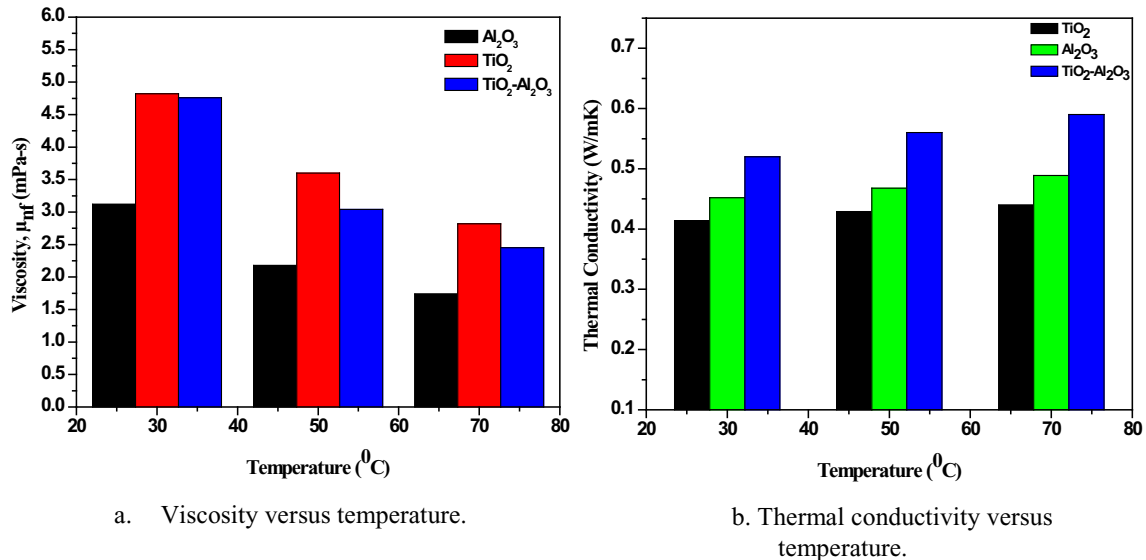 6.0
5.5
5.0
4.5
4.0
3.5
3.0
2.5
2.0
1.5
1.0
0.5
0.0
Viscosity, μnf (mPa-s)
Al2O3
TiO2
TiO2-Al2O3
20 30 40 50 60 70 80
Temperature (0C)
a. Viscosity versus temperature.
0.7
0.6
0.5
0.4
0.3
0.2
0.1
Thermal Conductivity (W/mK)
TiO2
Al2O3
TiO2-Al2O3
20 30 40 50 60 70 80
Temperature (0C)
b. Thermal conductivity versus
temperature.